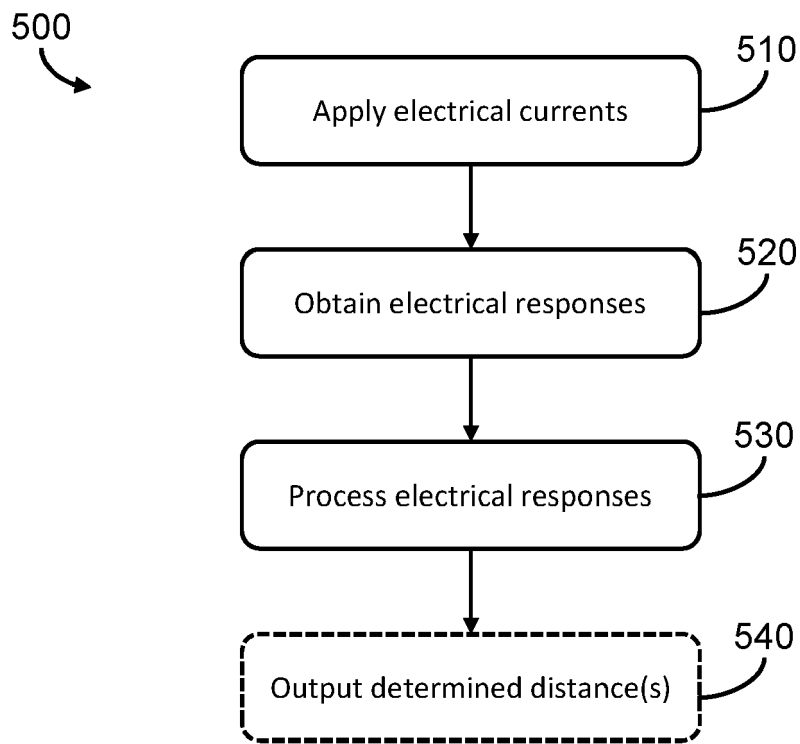 500
510
Apply electrical currents
520
Obtain electrical responses
530
Process electrical responses
540
Output determined distance(s)